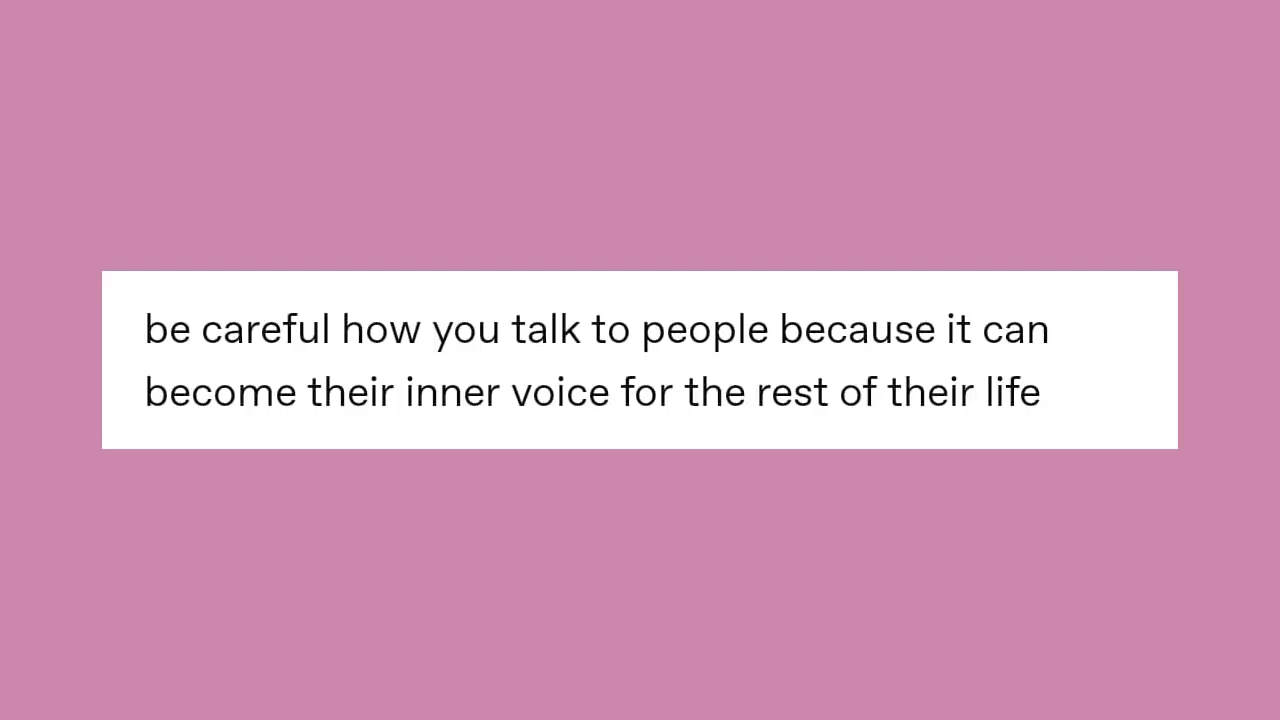 be careful how you talk to people because it can
become their inner voice for the rest of their life